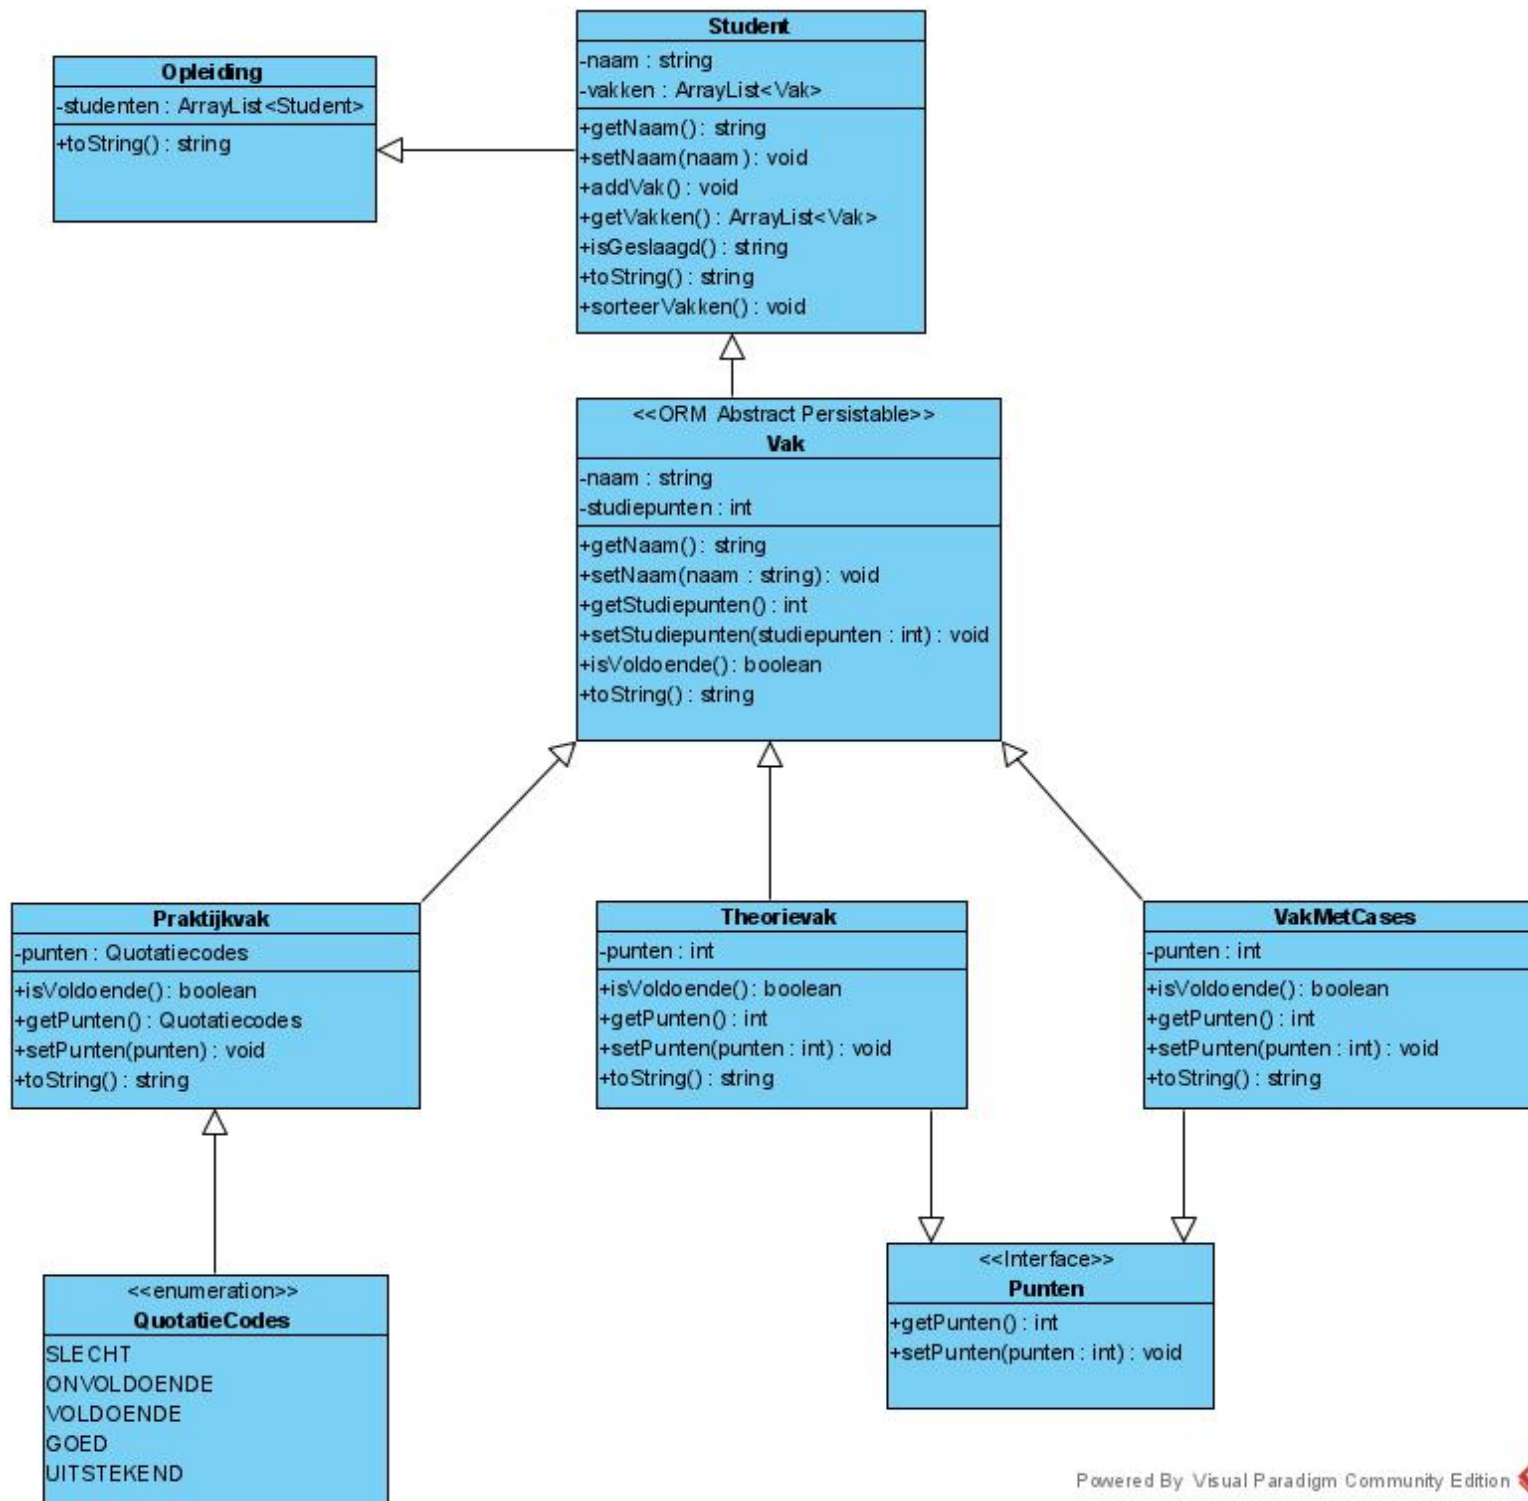 Opleiding
-studenten : ArrayList<Student>
+toString() : string
Student
-naam : string
-vakken : ArrayList<Vak>
+getNaam() : string
+setNaam(naam) : void
+addVak() : void
+getVakken() : ArrayList<Vak>
+isGeslaagd() : string
+toString() : string
+sorteerVakken() : void
<<ORM Abstract Persistable>>
Vak
-naam : string
-studiepunten : int
+getNaam() : string
+setNaam(naam : string) : void
+getStudiepunten() : int
+setStudiepunten(studiepunten : int) : void
+isVoldoende() : boolean
+toString() : string
Praktijkvak
-punten : Quotatiecodes
+isVoldoende() : boolean
+getPunten() : Quotatiecodes
+setPunten(punten) : void
+toString() : string
Theorievak
-punten : int
+isVoldoende() : boolean
+getPunten() : int
+setPunten(punten : int) : void
+toString() : string
VakMetCases
-punten : int
+isVoldoende() : boolean
+getPunten() : int
+setPunten(punten : int) : void
+toString() : string
<<enumeration>>
QuotatieCodes
SLECHT
ONVOLDOENDE
VOLDOENDE
GOED
UITSTEKEND
<<Interface>>
Punten
+getPunten() : int
+setPunten(punten : int) : void
Powered By Visual Paradigm Community Edition